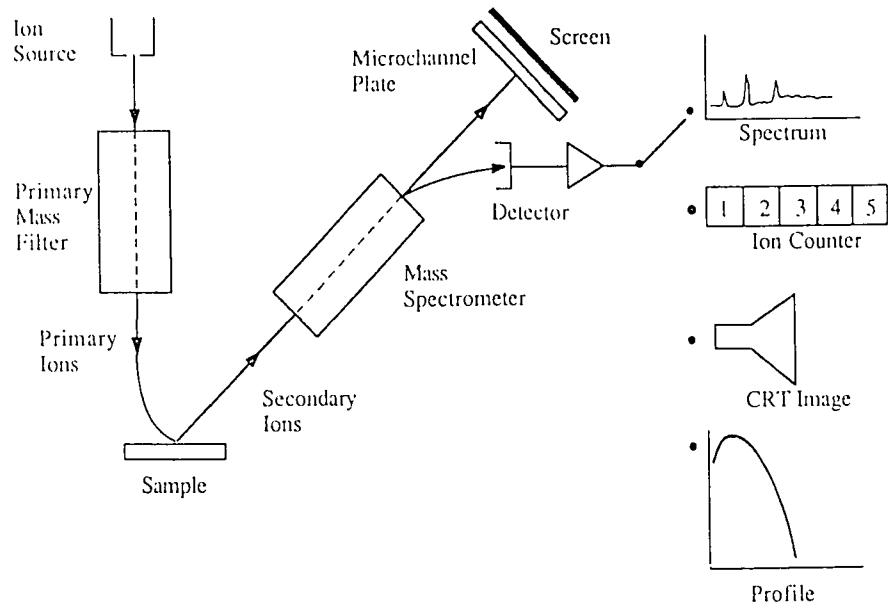 Ion
Source
Primary
Mass
Filter
Primary
Ions
Sample
Secondary
Ions
Mass
Spectrometer
Microchannel
Plate
Screen
Detector
Spectrum
1 2 3 4 5
Ion Counter
CRT Image
Profile